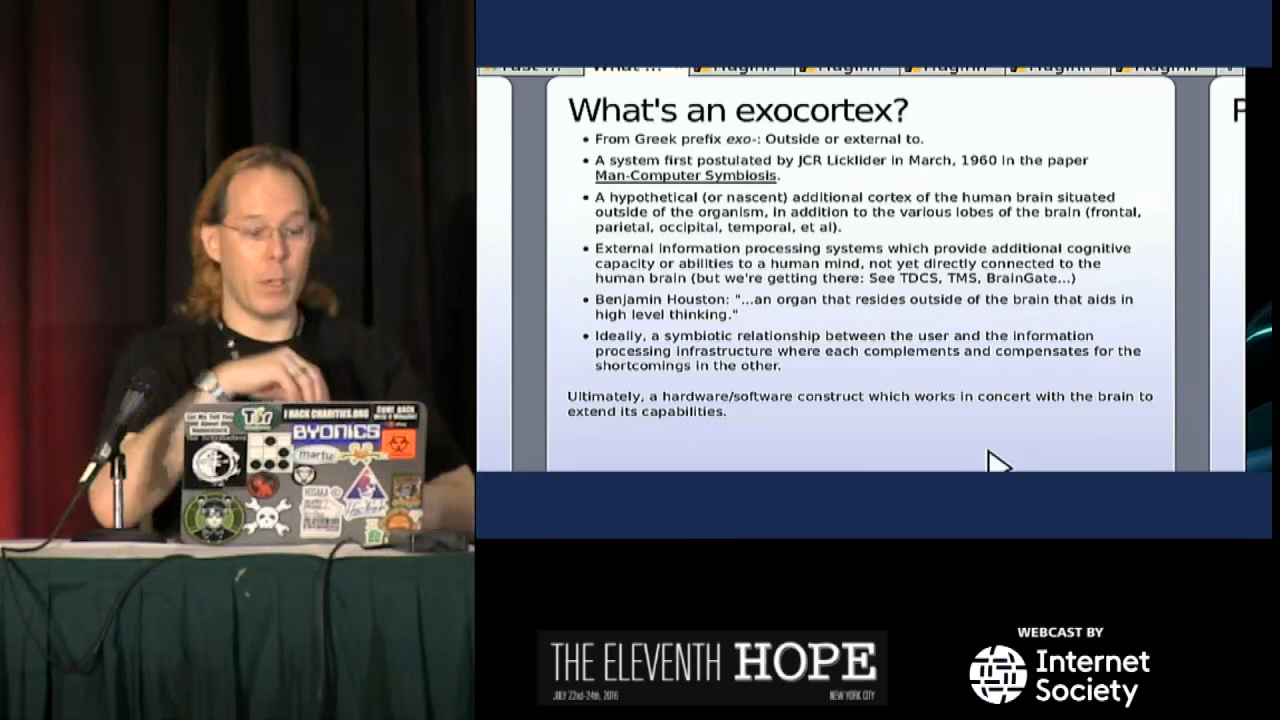 What's an exocortex?
• From Greek prefix exo-: Outside or external to.
• A system first postulated by JCR Licklider in March, 1960 in the paper
Man-Computer Symbiosis.
• A hypothetical (or nascent) additional cortex of the human brain situated
outside of the organism, in addition to the various lobes of the brain (frontal,
parietal, occipital, temporal, et al).
• External information processing systems which provide additional cognitive
capacity or abilities to a human mind, not yet directly connected to the
human brain (but we're getting there: See TDCS, TMS, BrainGate...)
• Benjamin Houston: "...an organ that resides outside of the brain that aids in
high level thinking."
• Ideally, a symbiotic relationship between the user and the information
processing infrastructure where each complements and compensates for the
shortcomings in the other.
Ultimately, a hardware/software construct which works in concert with the brain to
extend its capabilities.
I HACK CHARITIES.ORG
Tor
BYONICS
THE ELEVENTH HOPE
JULY 22nd-24th, 2016
NEW YORK CITY
WEBCAST BY
Internet
Society